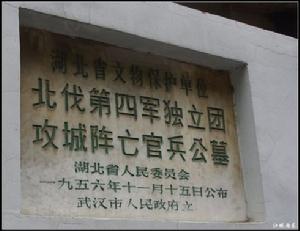 湖北省文物保护单位
北伐第四军独立团
攻城阵亡官兵公墓
湖北省人民委员会
一九五六年十一月十五日公布
武汉市人民政府立